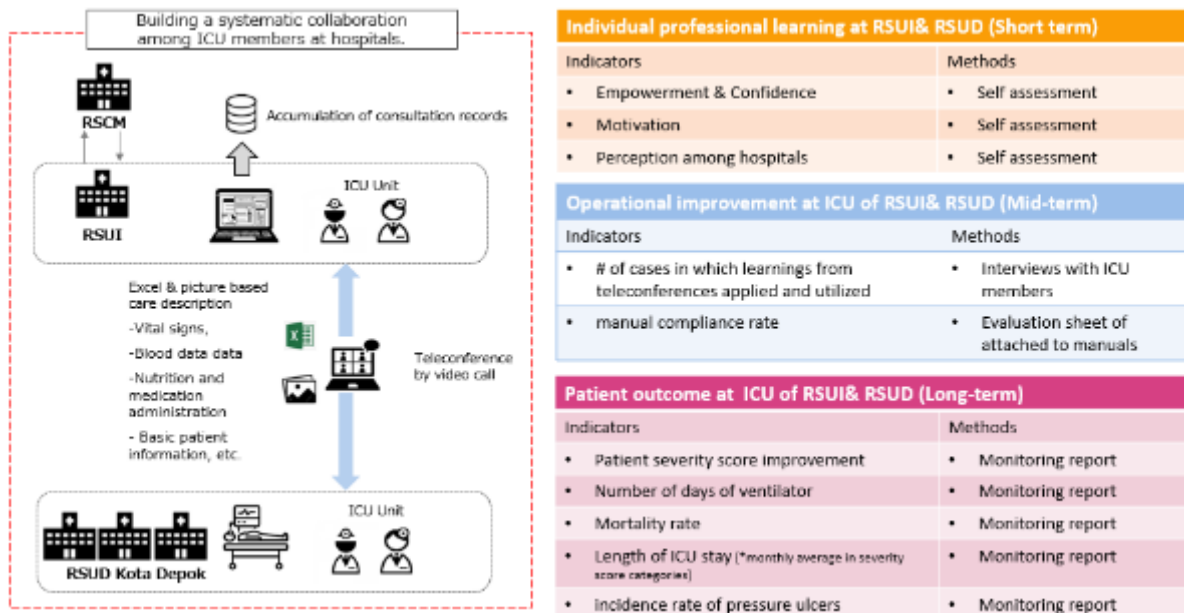 Building a systematic collaboration
among ICU members at hospitals.
RSCM
Accumulation of consultation records
RSUI
ICU Unit
Excel & picture based
care description
-Vital signs,
-Blood data data
-Nutrition and
medication
administration
- Basic patient
information, etc.
Teleconference
by video call
ICU Unit
RSUD Kota Depok
Individual professional learning at RSUI& RSUD (Short term)
Indicators Methods
• Empowerment & Confidence • Self assessment
• Motivation • Self assessment
• Perception among hospitals • Self assessment
Operational improvement at ICU of RSUI& RSUD (Mid-term)
Indicators Methods
• # of cases in which learnings from • Interviews with ICU
teleconferences applied and utilized members
• manual compliance rate • Evaluation sheet of
attached to manuals
Patient outcome at ICU of RSUI& RSUD (Long-term)
Indicators Methods
• Patient severity score improvement • Monitoring report
• Number of days of ventilator • Monitoring report
• Mortality rate • Monitoring report
• Length of ICU stay (*monthly average in severity • Monitoring report
score categories)
• incidence rate of pressure ulcers • Monitoring report